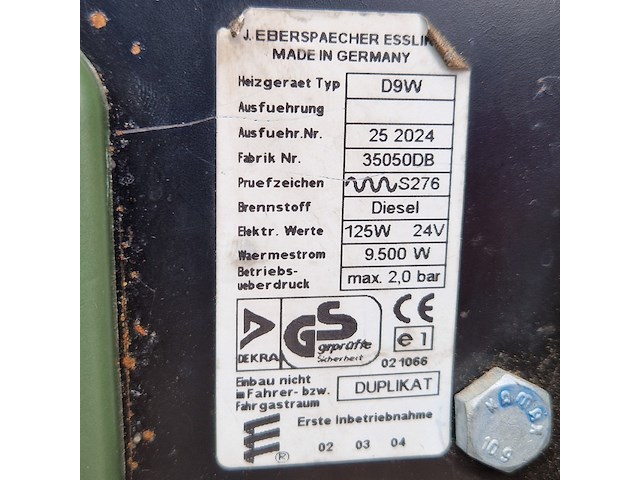 J. EBERSPAECHER ESSLIN
MADE IN GERMANY
Heizgeraet Typ D9W
Ausfuehrung
Ausfuehr.Nr. 25 2024
Fabrik Nr. 35050DB
Pruefzeichen S276
Brennstoff Diesel
Elektr. Werte 125W 24V
Waermestrom 9.500 W
Betriebs-
ueberdruck max. 2,0 bar
DEKRA
GS
geprüfte
Sicherheit
CE
e1
021066
Einbau nicht
im Fahrer- bzw.
Fahrgastraum
DUPLIKAT
Erste Inbetriebnahme
02 03 04
®
KAMAX
10.9